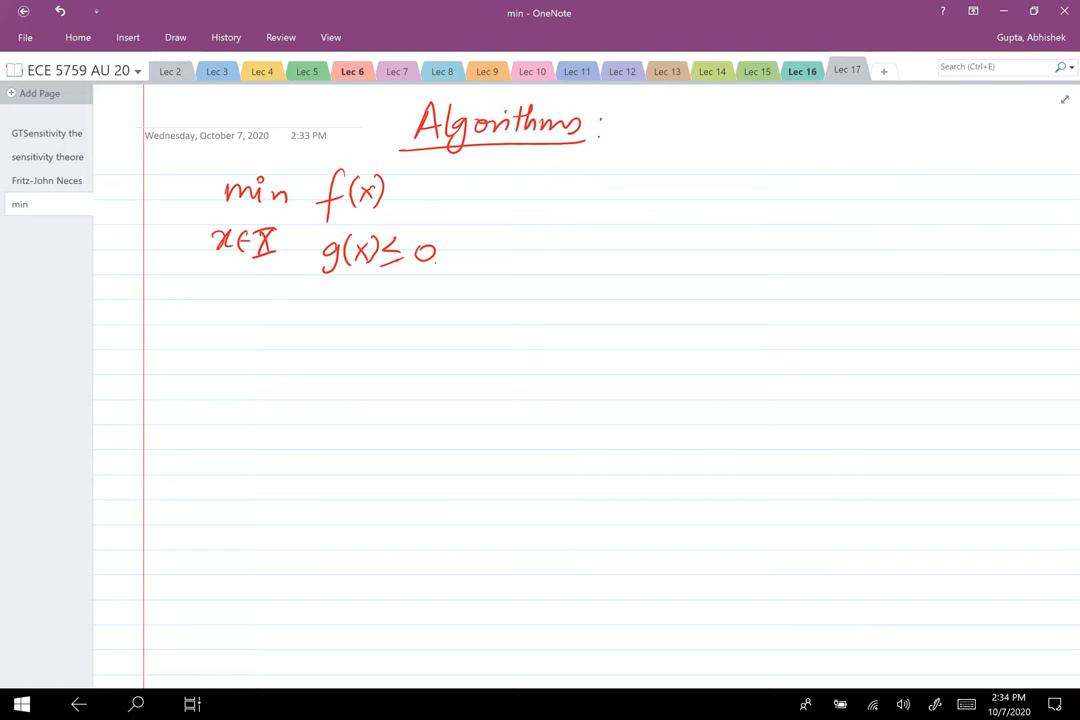 min - OneNote
?
File Home Insert Draw History Review View
Gupta, Abhishek
ECE 5759 AU 20
Lec 2 Lec 3 Lec 4 Lec 5 Lec 6 Lec 7 Lec 8 Lec 9 Lec 10 Lec 11 Lec 12 Lec 13 Lec 14 Lec 15 Lec 16 Lec 17
Search (Ctrl+E)
Add Page
GTSensitivity the
sensitivity theore
Fritz-John Neces
min
Wednesday, October 7, 2020 2:33 PM
Algorithms:
min f(x)
x∈X g(x) ≤ 0.
2:34 PM
10/7/2020